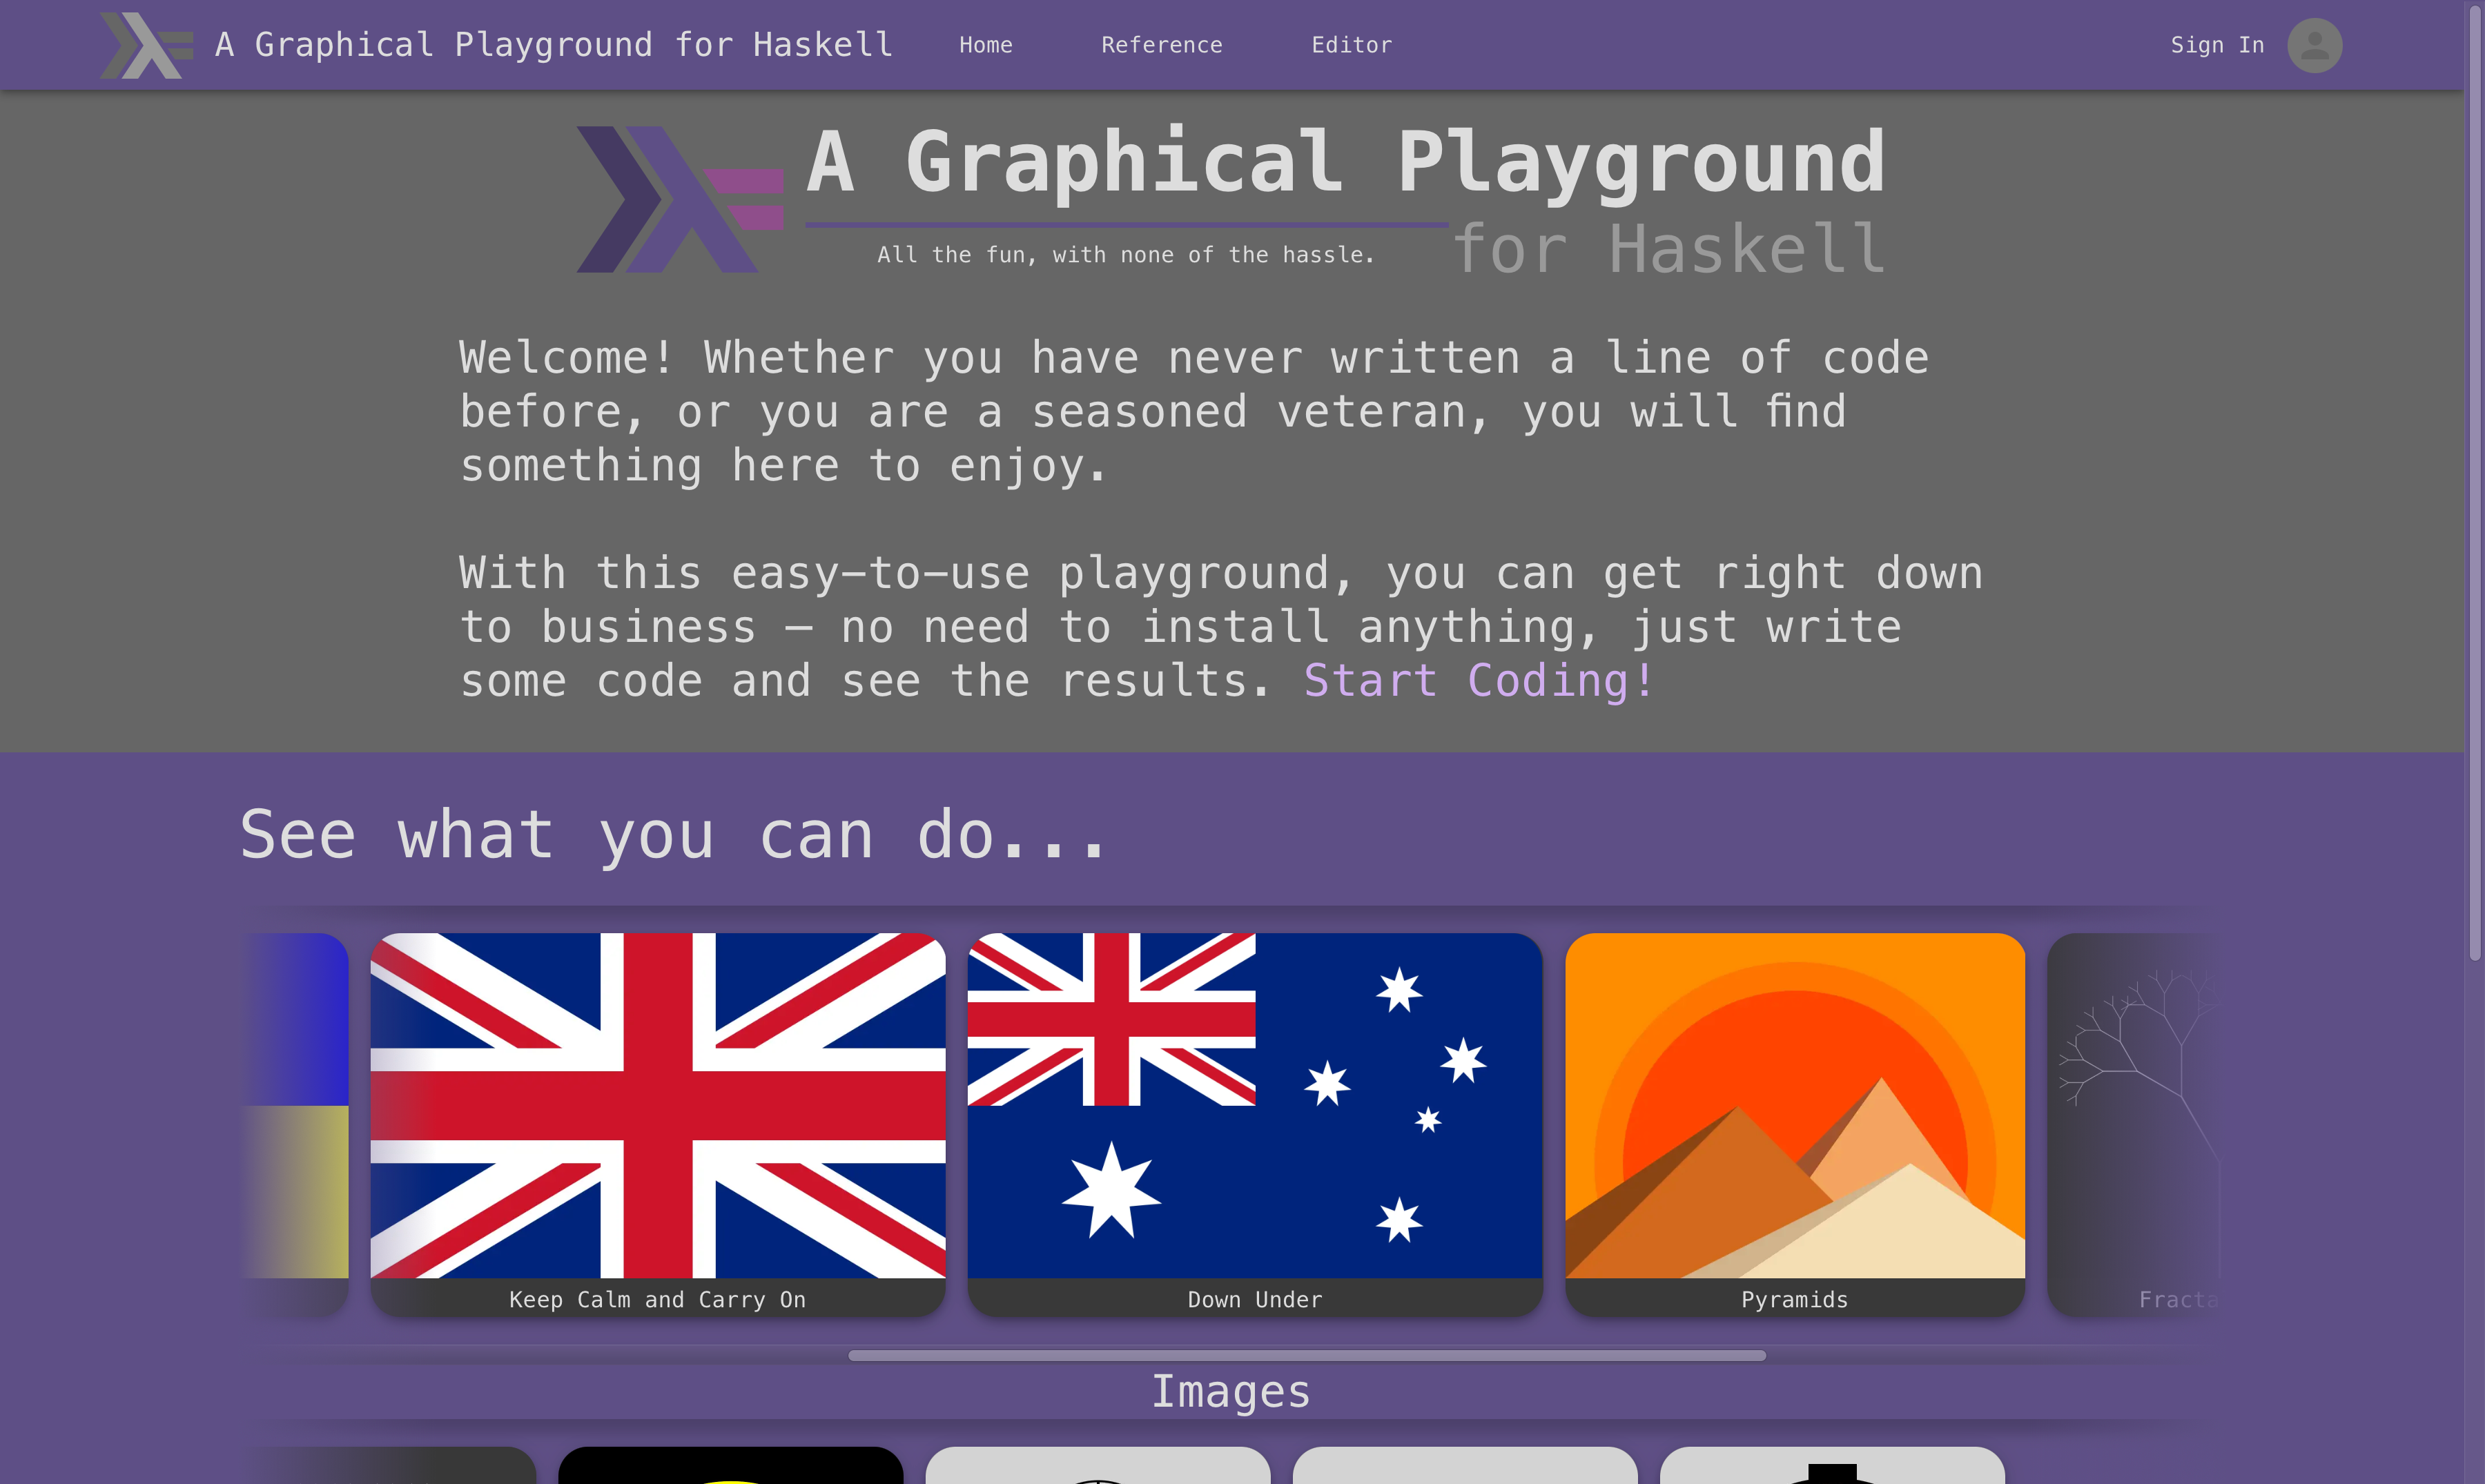 A Graphical Playground for Haskell
Home
Reference
Editor
Sign In
A Graphical Playground
All the fun, with none of the hassle.
for Haskell
Welcome! Whether you have never written a line of code
before, or you are a seasoned veteran, you will find
something here to enjoy.
With this easy-to-use playground, you can get right down
to business – no need to install anything, just write
some code and see the results. Start Coding!
See what you can do...
Keep Calm and Carry On
Down Under
Pyramids
Images